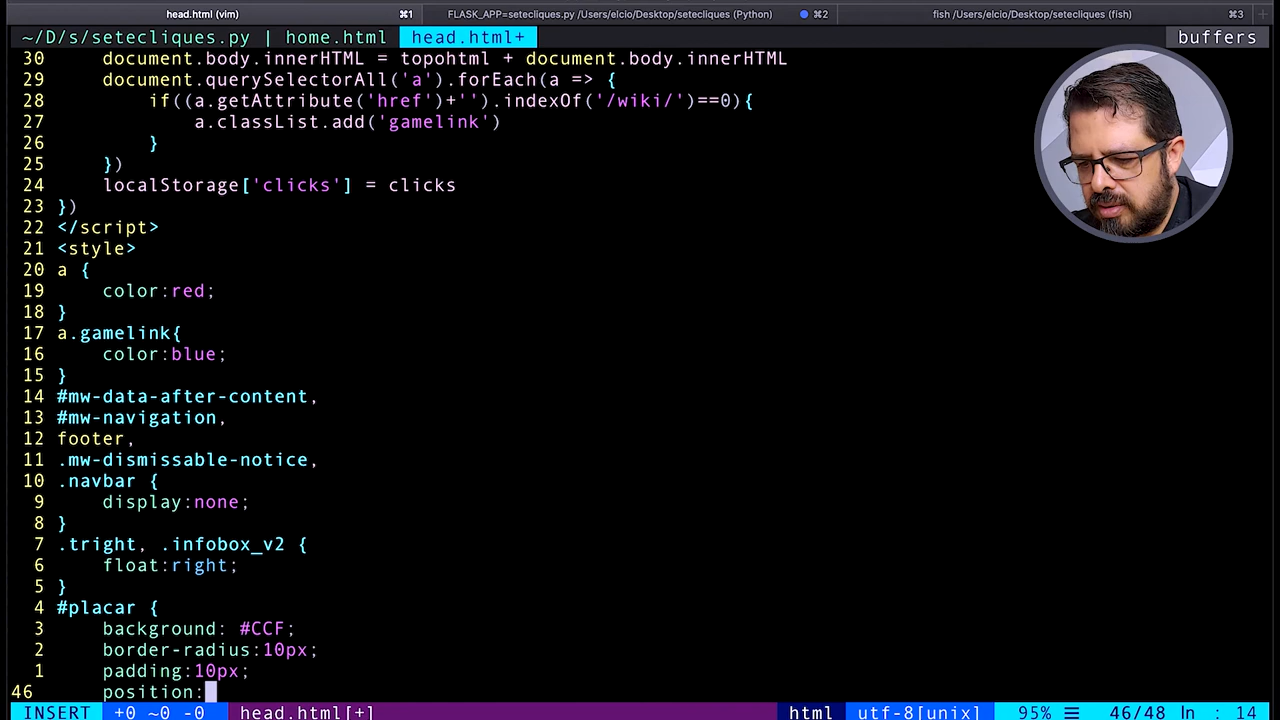 head.html (vim) ⌘1 FLASK_APP=setecliques.py /Users/elcio/Desktop/setecliques (Python) ⌘2 fish /Users/elcio/Desktop/setecliques (fish) ⌘3 +
~/D/s/setecliques.py | home.html head.html+ buffers
30 document.body.innerHTML = topohtml + document.body.innerHTML
29 document.querySelectorAll('a').forEach(a => {
28 if((a.getAttribute('href')+'').indexOf('/wiki/')==0){
27 a.classList.add('gamelink')
26 }
25 })
24 localStorage['clicks'] = clicks
23 })
22 </script>
21 <style>
20 a {
19 color:red;
18 }
17 a.gamelink{
16 color:blue;
15 }
14 #mw-data-after-content,
13 #mw-navigation,
12 footer,
11 .mw-dismissable-notice,
10 .navbar {
9 display:none;
8 }
7 .tright, .infobox_v2 {
6 float:right;
5 }
4 #placar {
3 background: #CCF;
2 border-radius:10px;
1 padding:10px;
46 position:
INSERT +0 ~0 -0 head.html[+] html utf-8[unix] 95% ☰ 46/48 ln : 14